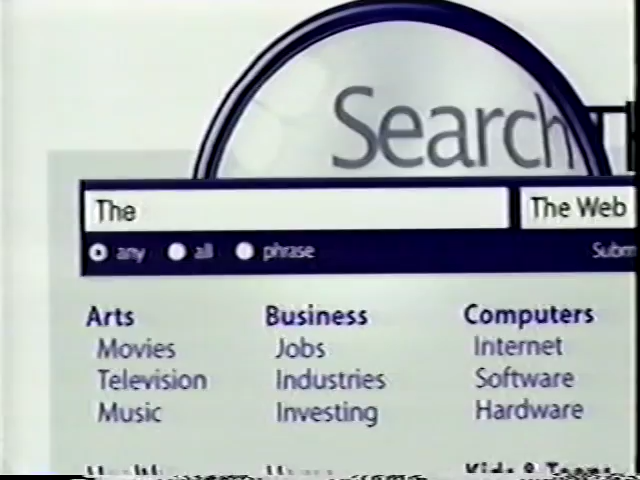 Search
The
The Web
any all phrase
Arts Business Computers
Movies Jobs Internet
Television Industries Software
Music Investing Hardware